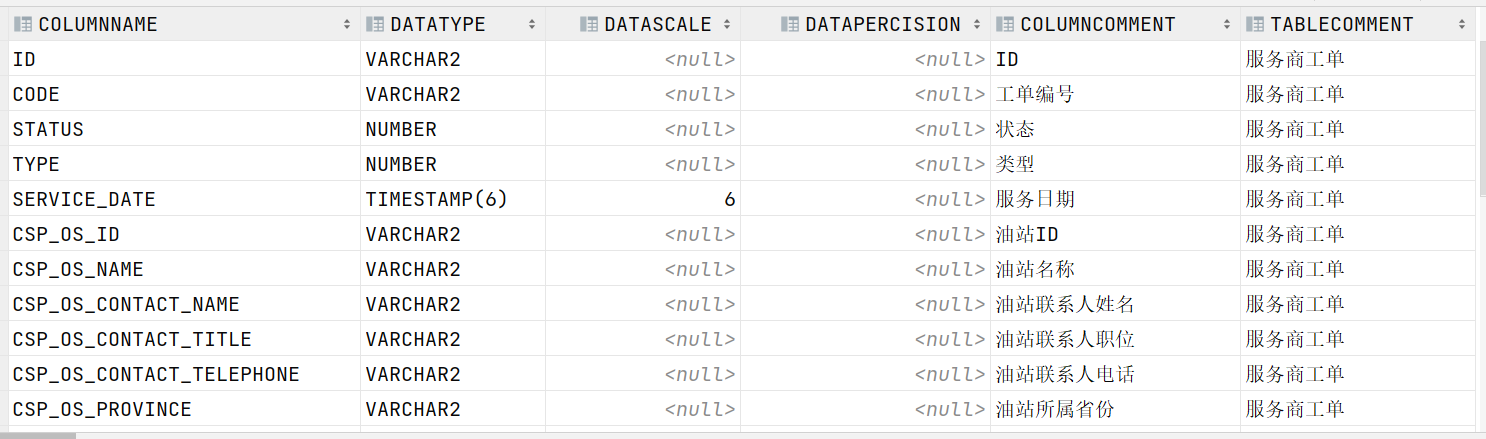 COLUMNNAME DATATYPE DATASCALE DATAPERCISION COLUMNCOMMENT TABLECOMMENT
ID VARCHAR2 <null> <null> ID 服务商工单
CODE VARCHAR2 <null> <null> 工单编号 服务商工单
STATUS NUMBER <null> <null> 状态 服务商工单
TYPE NUMBER <null> <null> 类型 服务商工单
SERVICE_DATE TIMESTAMP(6) 6 <null> 服务日期 服务商工单
CSP_OS_ID VARCHAR2 <null> <null> 油站ID 服务商工单
CSP_OS_NAME VARCHAR2 <null> <null> 油站名称 服务商工单
CSP_OS_CONTACT_NAME VARCHAR2 <null> <null> 油站联系人姓名 服务商工单
CSP_OS_CONTACT_TITLE VARCHAR2 <null> <null> 油站联系人职位 服务商工单
CSP_OS_CONTACT_TELEPHONE VARCHAR2 <null> <null> 油站联系人电话 服务商工单
CSP_OS_PROVINCE VARCHAR2 <null> <null> 油站所属省份 服务商工单